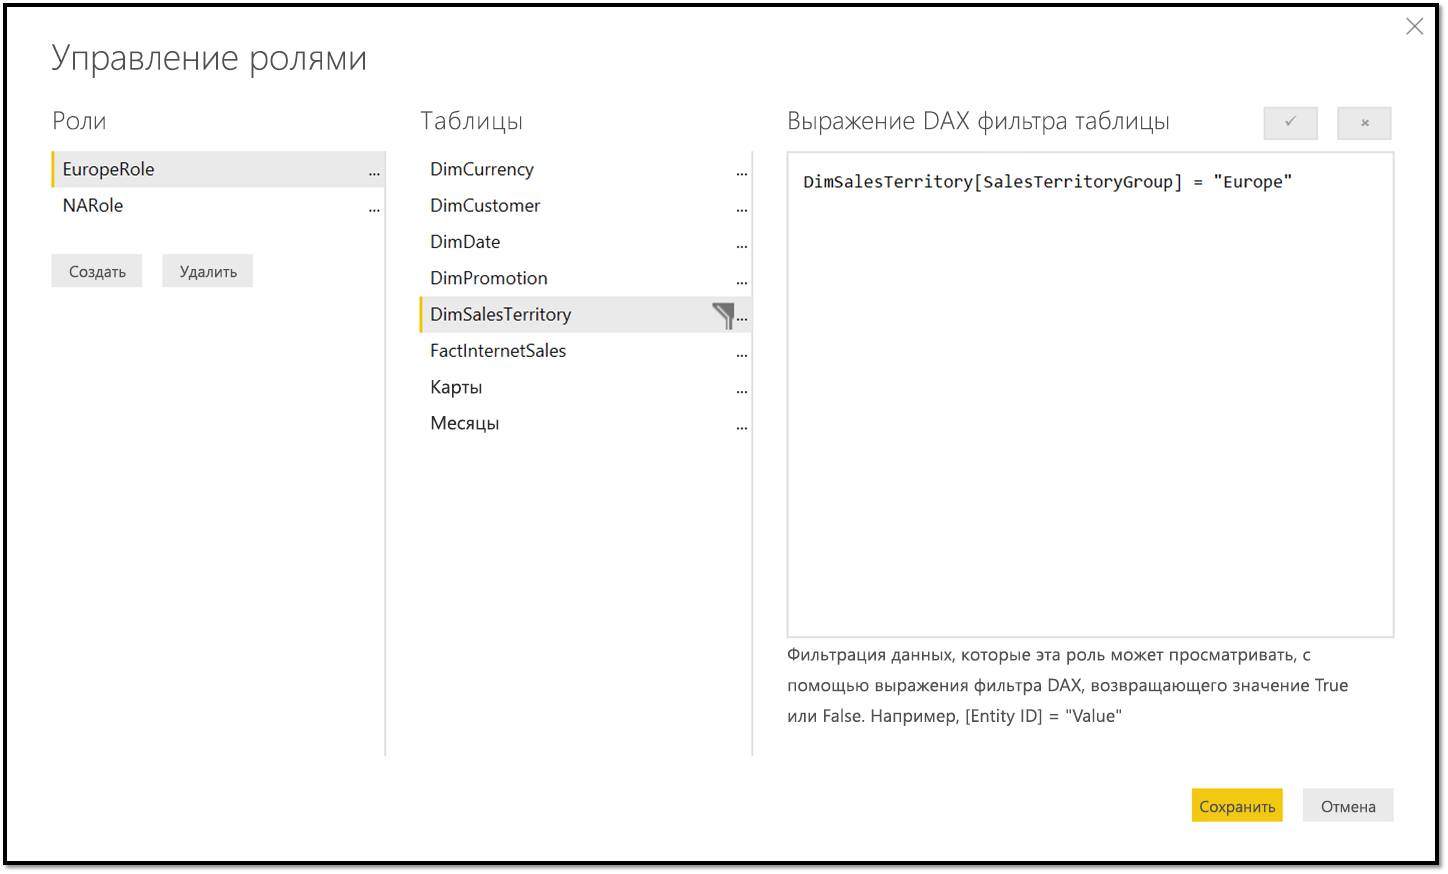 Управление ролями
Роли
EuropeRole
...
NARole
...
Создать
Удалить
Таблицы
DimCurrency
...
DimCustomer
...
DimDate
...
DimPromotion
...
DimSalesTerritory
...
FactInternetSales
...
Карты
...
Месяцы
...
Выражение DAX фильтра таблицы
DimSalesTerritory[SalesTerritoryGroup] = "Europe"
Фильтрация данных, которые эта роль может просматривать, с
помощью выражения фильтра DAX, возвращающего значение True
или False. Например, [Entity ID] = "Value"
Сохранить
Отмена